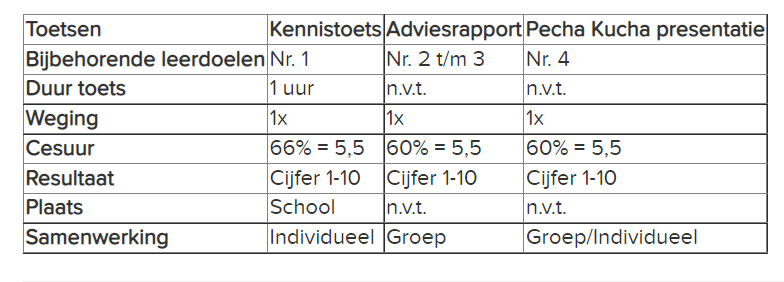 Toetsen Kennistoets Adviesrapport Pecha Kucha presentatie
Bijbehorende leerdoelen Nr. 1 Nr. 2 t/m 3 Nr. 4
Duur toets 1 uur n.v.t. n.v.t.
Weging 1x 1x 1x
Cesuur 66% = 5,5 60% = 5,5 60% = 5,5
Resultaat Cijfer 1-10 Cijfer 1-10 Cijfer 1-10
Plaats School n.v.t. n.v.t.
Samenwerking Individueel Groep Groep/Individueel